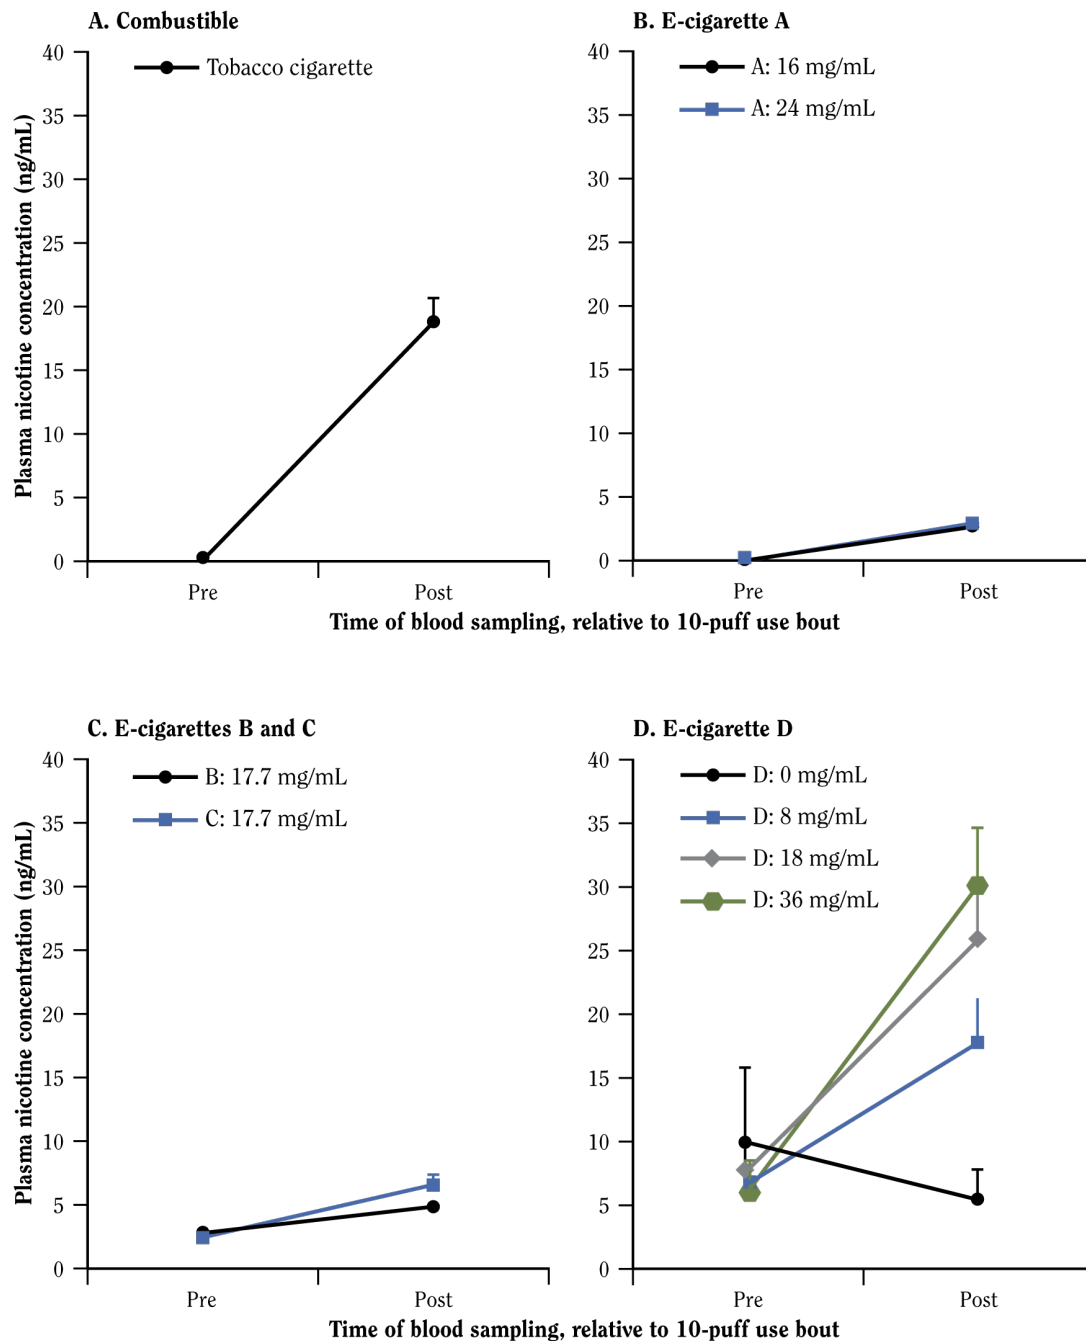 A. Combustible
Plasma nicotine concentration (ng/mL)
40
35
30
25
20
15
10
5
0
Tobacco cigarette
Pre
Post
B. E-cigarette A
40
35
30
25
20
15
10
5
0
A: 16 mg/mL
A: 24 mg/mL
Pre
Post
Time of blood sampling, relative to 10-puff use bout
C. E-cigarettes B and C
Plasma nicotine concentration (ng/mL)
40
35
30
25
20
15
10
5
0
B: 17.7 mg/mL
C: 17.7 mg/mL
Pre
Post
D. E-cigarette D
40
35
30
25
20
15
10
5
0
D: 0 mg/mL
D: 8 mg/mL
D: 18 mg/mL
D: 36 mg/mL
Pre
Post
Time of blood sampling, relative to 10-puff use bout